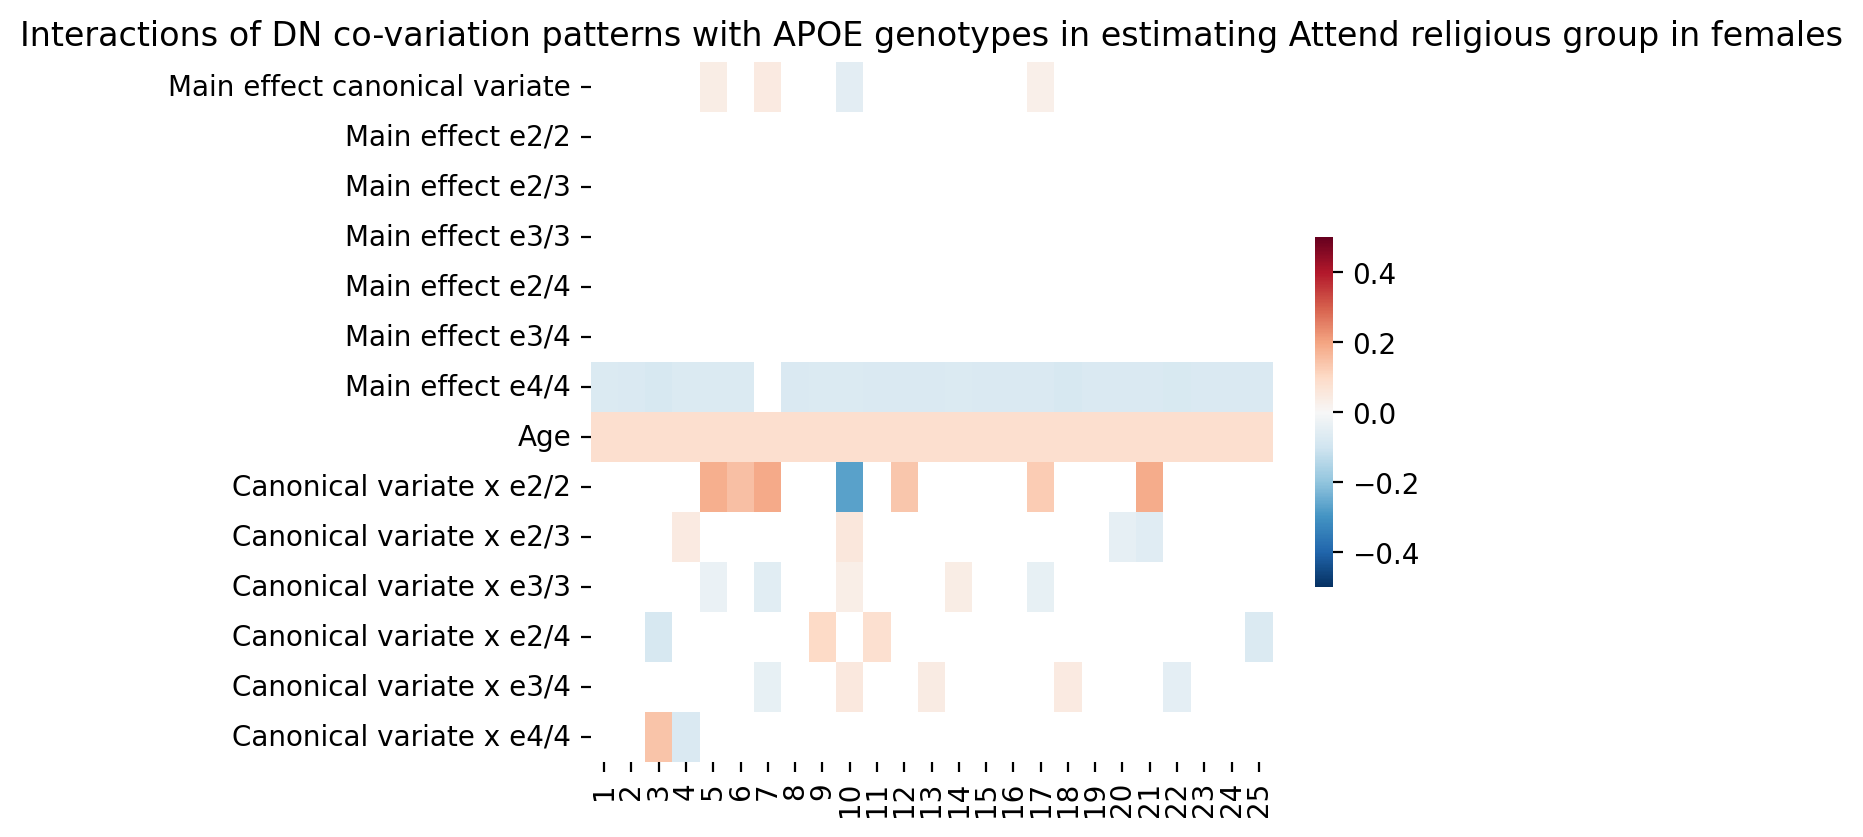 Interactions of DN co-variation patterns with APOE genotypes in estimating Attend religious group in females
Main effect canonical variate
Main effect e2/2
Main effect e2/3
Main effect e3/3
Main effect e2/4
Main effect e3/4
Main effect e4/4
Age
Canonical variate x e2/2
Canonical variate x e2/3
Canonical variate x e3/3
Canonical variate x e2/4
Canonical variate x e3/4
Canonical variate x e4/4
1 2 3 4 5 6 7 8 9 10 11 12 13 14 15 16 17 18 19 20 21 22 23 24 25
0.4
0.2
0.0
−0.2
−0.4